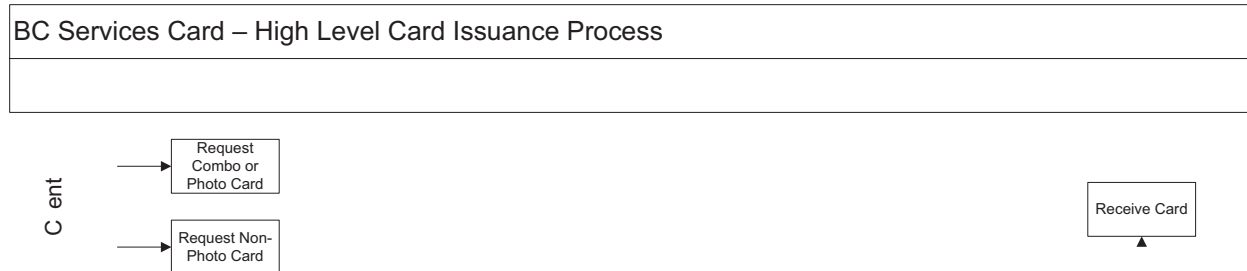 BC Services Card – High Level Card Issuance Process
Request
Combo or
Photo Card
C ent
Receive Card
Request Non-
Photo Card